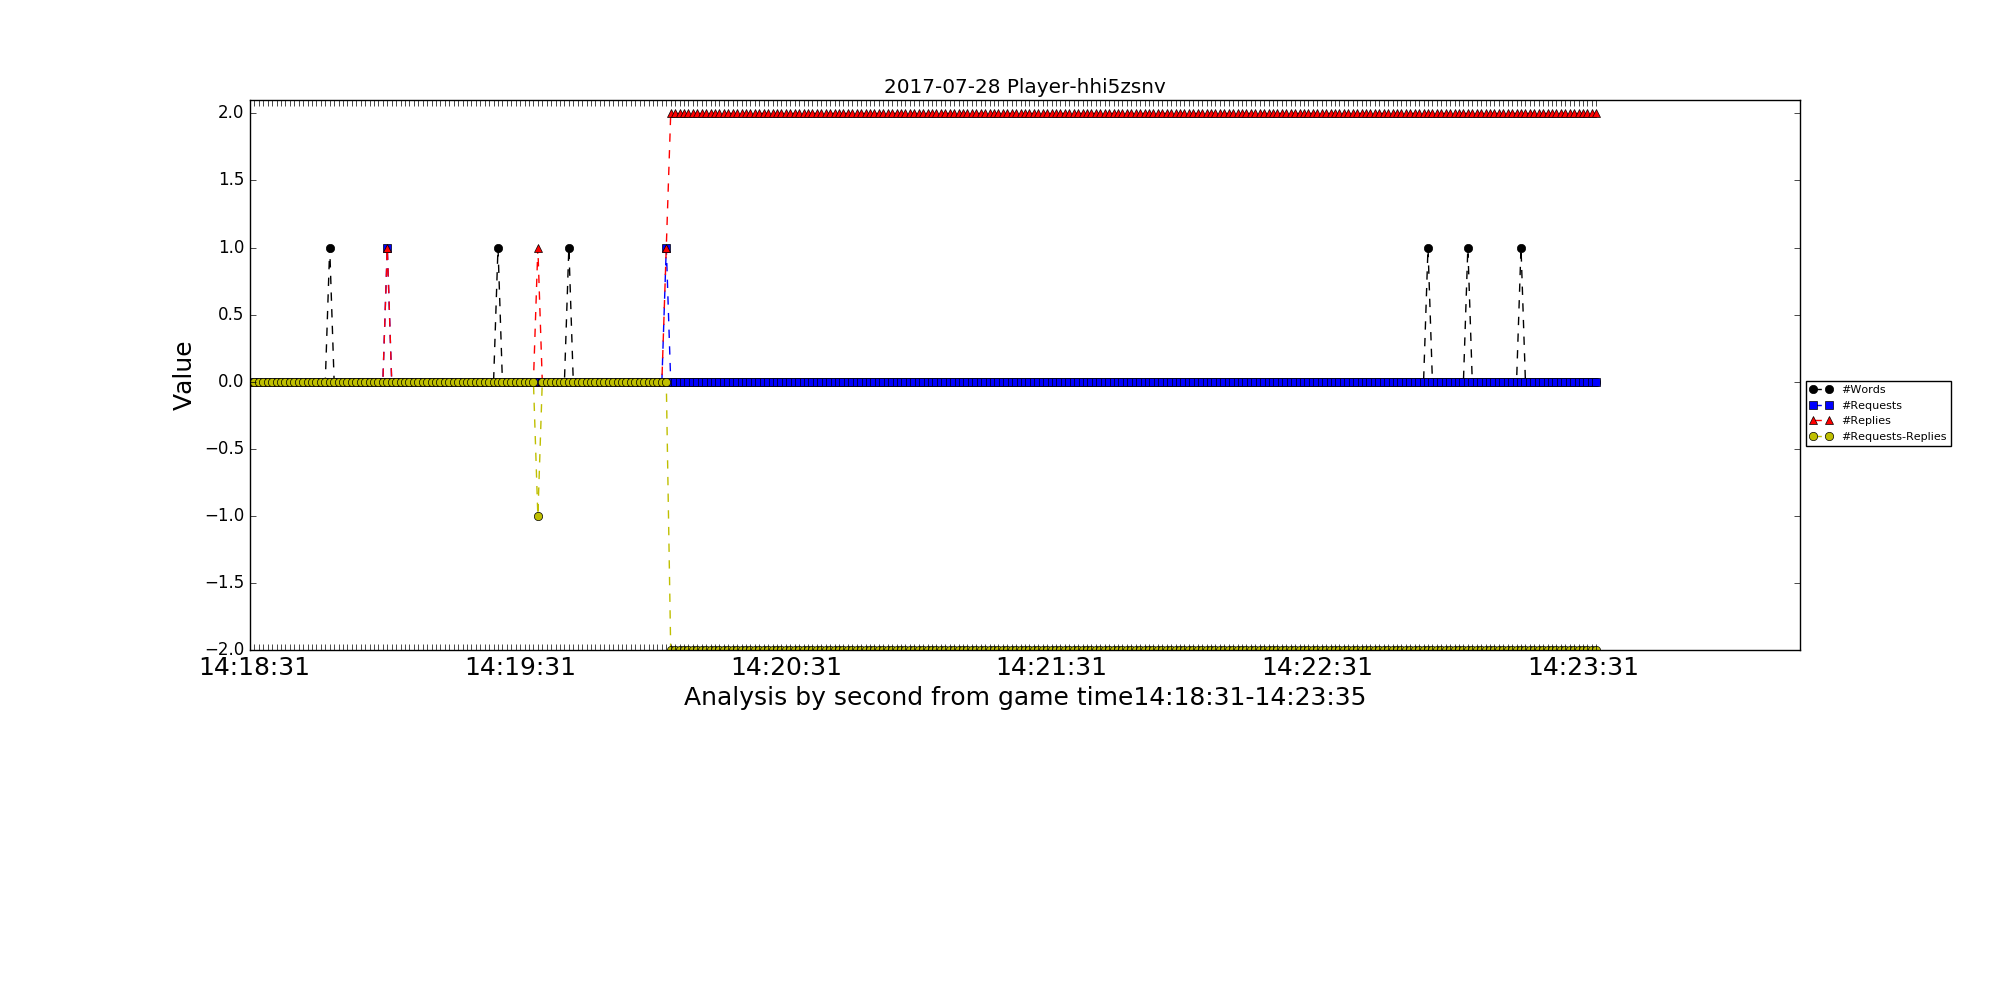 2017-07-28 Player-hhi5zsnv
2.0
1.5
1.0
0.5
0.0
−0.5
−1.0
−1.5
−2.0
Value
14:18:31 14:19:31 14:20:31 14:21:31 14:22:31 14:23:31
Analysis by second from game time14:18:31-14:23:35
#Words
#Requests
#Replies
#Requests-Replies